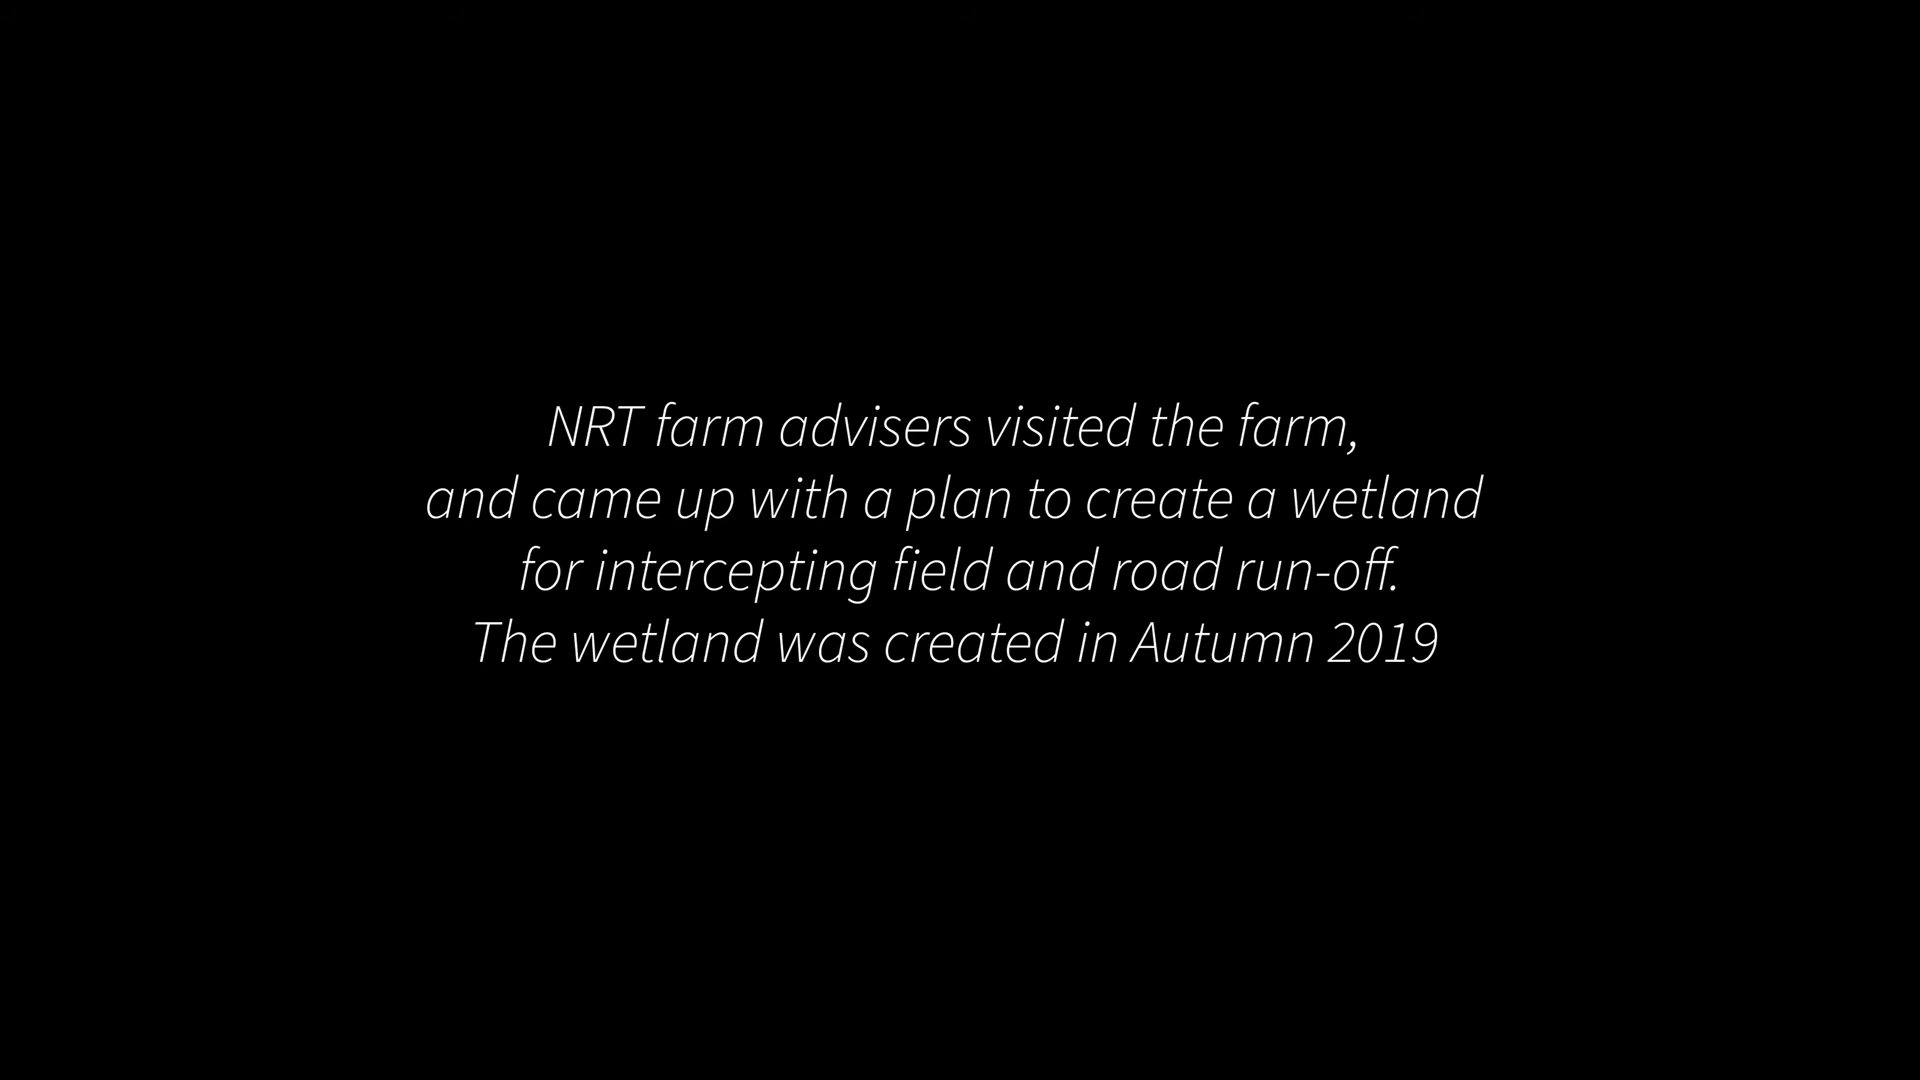 NRT farm advisers visited the farm,
and came up with a plan to create a wetland
for intercepting field and road run-off.
The wetland was created in Autumn 2019